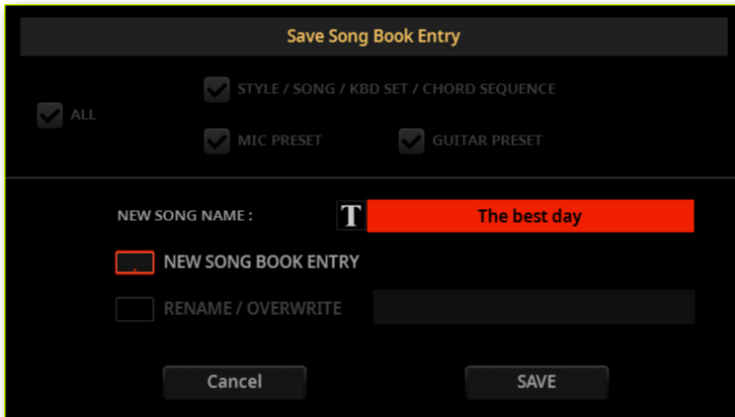 Save Song Book Entry
STYLE / SONG / KBD SET / CHORD SEQUENCE
ALL
MIC PRESET GUITAR PRESET
NEW SONG NAME : T The best day
NEW SONG BOOK ENTRY
RENAME / OVERWRITE
Cancel SAVE